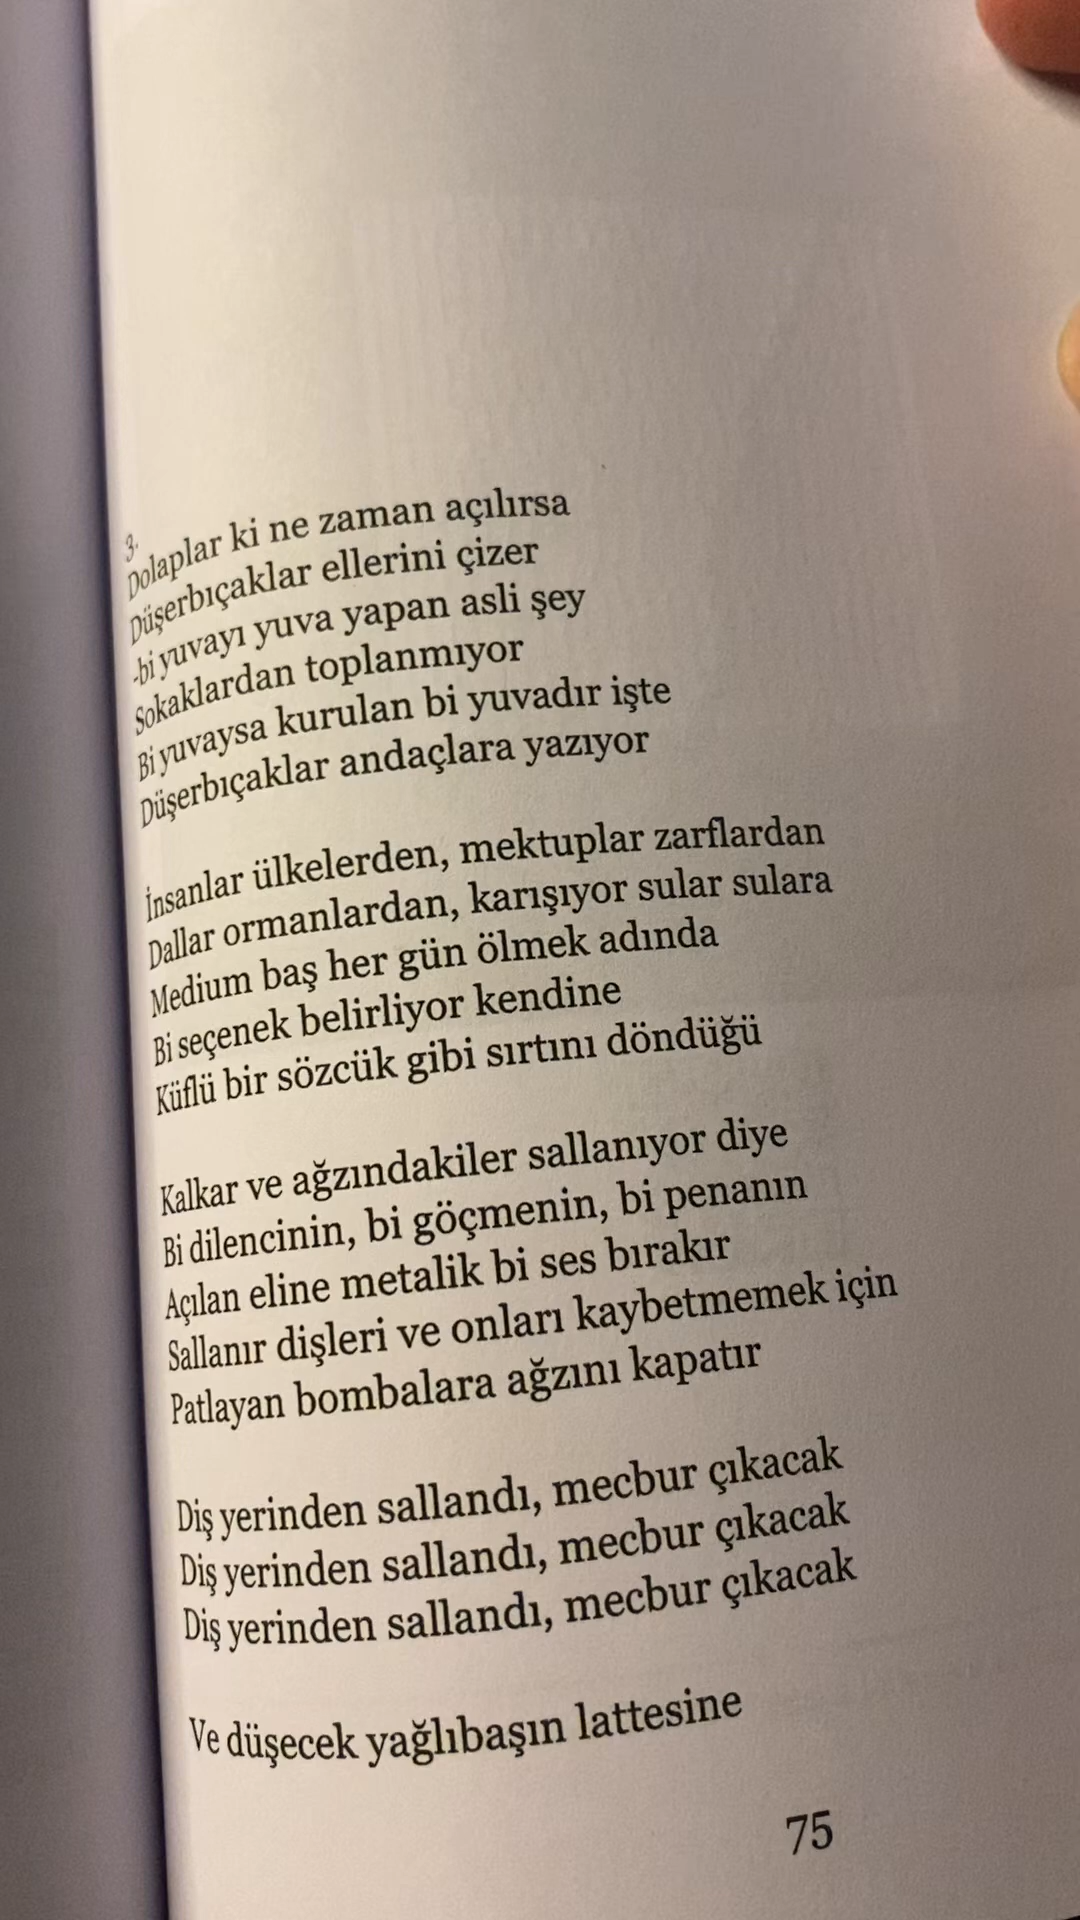 3.
Dolaplar ki ne zaman açılırsa
Düşerbıçaklar ellerini çizer
-bi yuvayı yuva yapan asli şey
Sokaklardan toplanmıyor
Bi yuvaysa kurulan bi yuvadır işte
Düşerbıçaklar andaçlara yazıyor
İnsanlar ülkelerden, mektuplar zarflardan
Dallar ormanlardan, karışıyor sular sulara
Medium baş her gün ölmek adında
Bi seçenek belirliyor kendine
Küflü bir sözcük gibi sırtını döndüğü
Kalkar ve ağzındakiler sallanıyor diye
Bi dilencinin, bi göçmenin, bi penanın
Açılan eline metalik bi ses bırakır
Sallanır dişleri ve onları kaybetmemek için
Patlayan bombalara ağzını kapatır
Diş yerinden sallandı, mecbur çıkacak
Diş yerinden sallandı, mecbur çıkacak
Diş yerinden sallandı, mecbur çıkacak
Ve düşecek yağlıbaşın lattesine
75